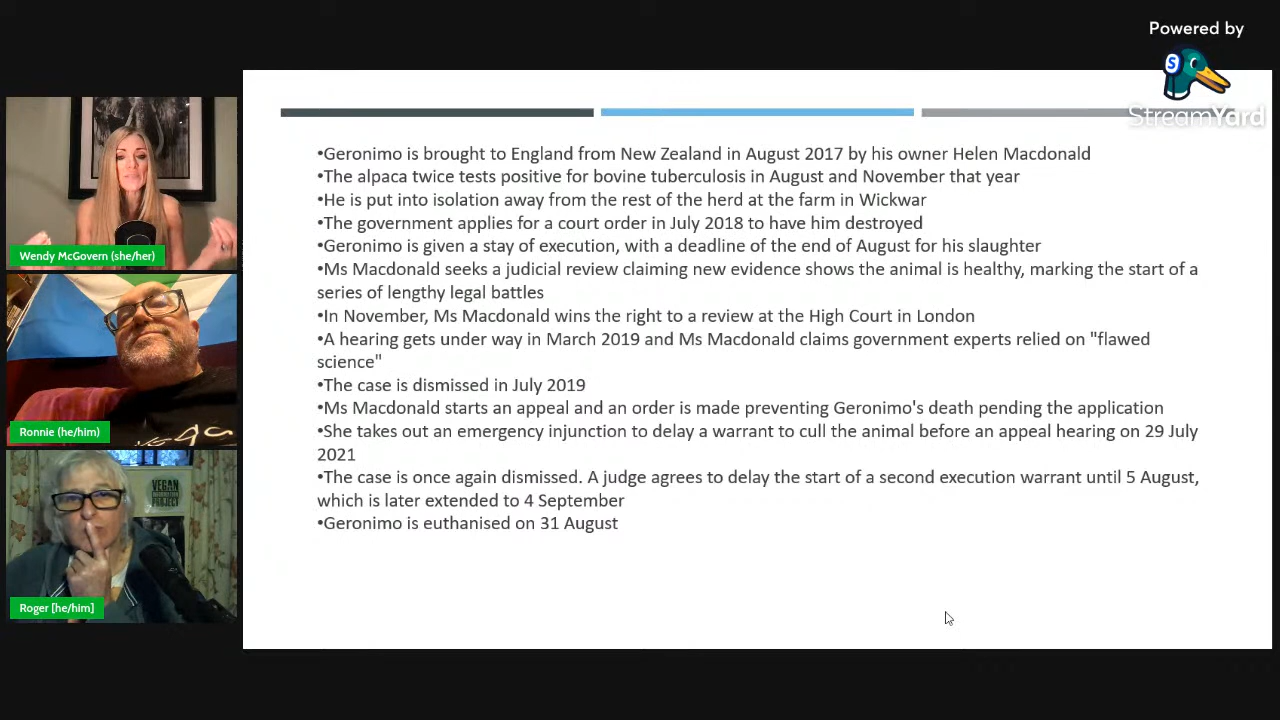 Powered by
S
StreamYard
•Geronimo is brought to England from New Zealand in August 2017 by his owner Helen Macdonald
•The alpaca twice tests positive for bovine tuberculosis in August and November that year
•He is put into isolation away from the rest of the herd at the farm in Wickwar
•The government applies for a court order in July 2018 to have him destroyed
•Geronimo is given a stay of execution, with a deadline of the end of August for his slaughter
•Ms Macdonald seeks a judicial review claiming new evidence shows the animal is healthy, marking the start of a
series of lengthy legal battles
•In November, Ms Macdonald wins the right to a review at the High Court in London
•A hearing gets under way in March 2019 and Ms Macdonald claims government experts relied on "flawed
science"
•The case is dismissed in July 2019
•Ms Macdonald starts an appeal and an order is made preventing Geronimo's death pending the application
•She takes out an emergency injunction to delay a warrant to cull the animal before an appeal hearing on 29 July
2021
•The case is once again dismissed. A judge agrees to delay the start of a second execution warrant until 5 August,
which is later extended to 4 September
•Geronimo is euthanised on 31 August
Wendy McGovern (she/her)
Ronnie (he/him)
VEGAN
INFORMATION
PROJECT
Roger [he/him]